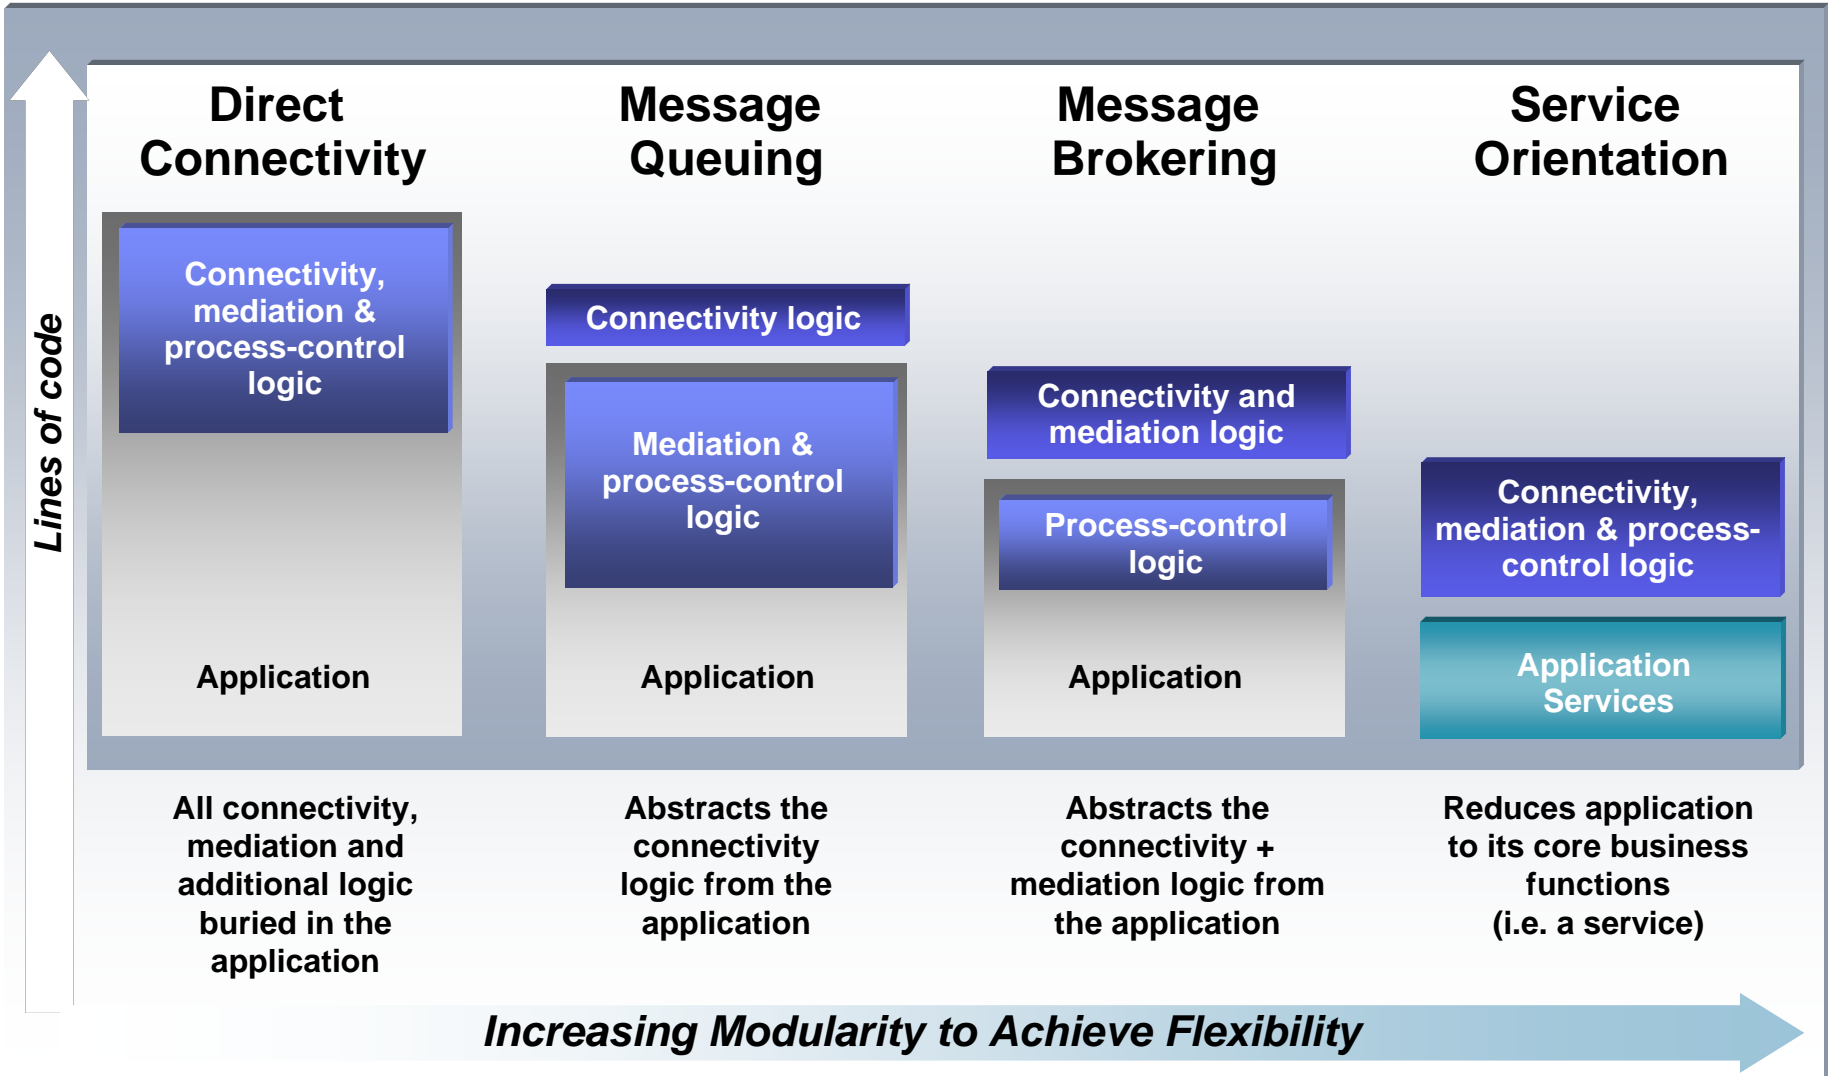 Direct
Connectivity
Message
Queuing
Message
Brokering
Service
Orientation
Lines of code
Connectivity,
mediation &
process-control
logic
Application
Connectivity logic
Mediation &
process-control
logic
Application
Connectivity and
mediation logic
Process-control
logic
Application
Connectivity,
mediation & process-
control logic
Application
Services
All connectivity,
mediation and
additional logic
buried in the
application
Abstracts the
connectivity
logic from the
application
Abstracts the
connectivity +
mediation logic from
the application
Reduces application
to its core business
functions
(i.e. a service)
Increasing Modularity to Achieve Flexibility